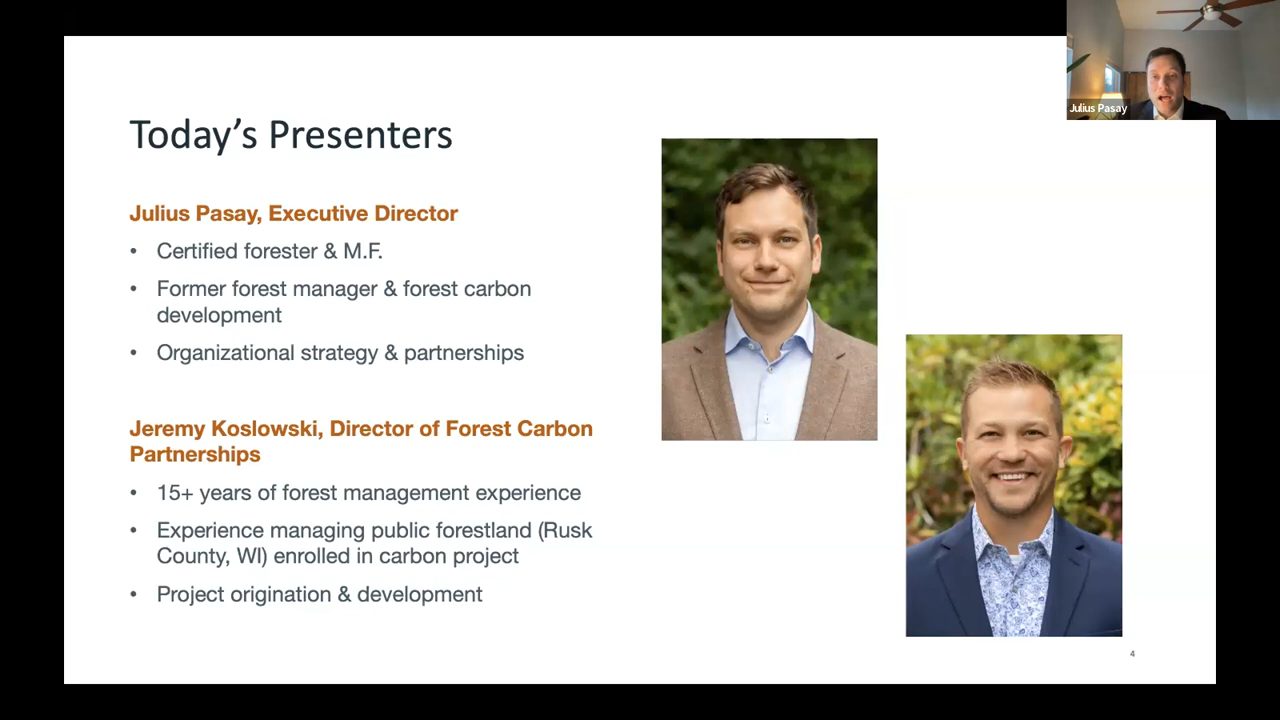 Today's Presenters
Julius Pasay, Executive Director
• Certified forester & M.F.
• Former forest manager & forest carbon
development
• Organizational strategy & partnerships
Jeremy Koslowski, Director of Forest Carbon
Partnerships
• 15+ years of forest management experience
• Experience managing public forestland (Rusk
County, WI) enrolled in carbon project
• Project origination & development
4
Julius Pasay